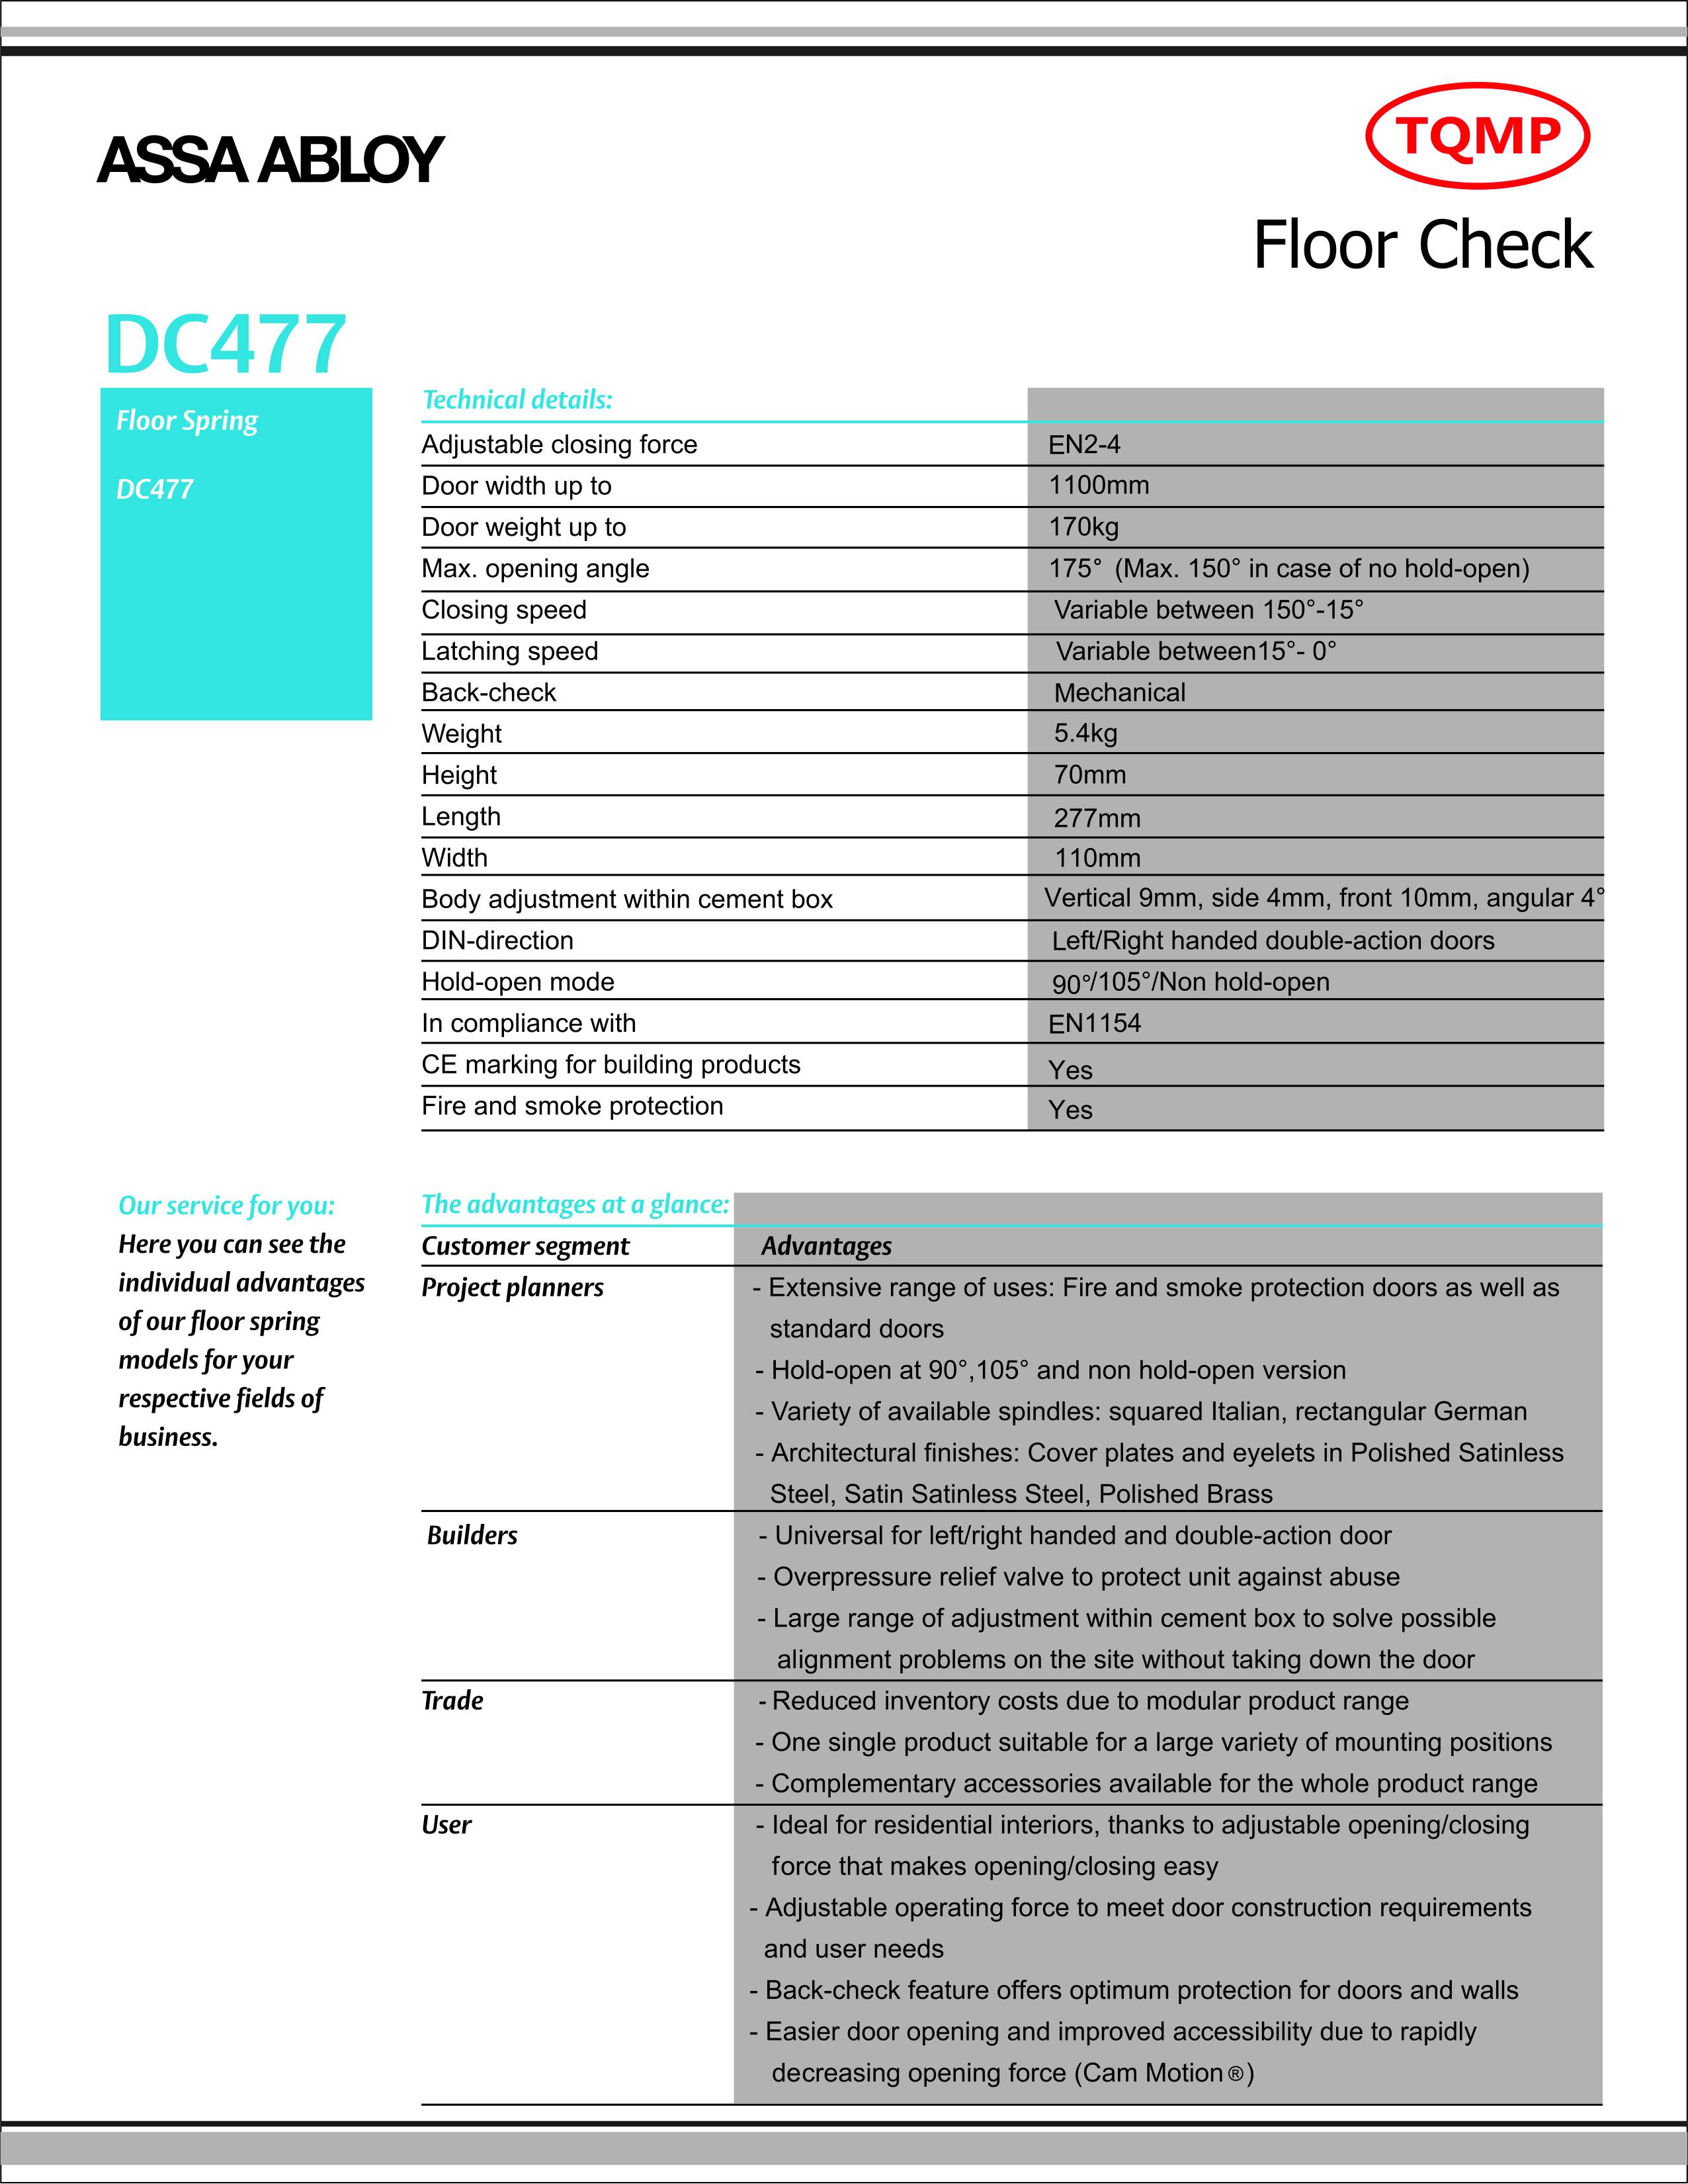 ASSA ABLOY
TQMP
Floor Check
DC477
Floor Spring
DC477
Technical details:
Adjustable closing force EN2-4
Door width up to 1100mm
Door weight up to 170kg
Max. opening angle 175° (Max. 150° in case of no hold-open)
Closing speed Variable between 150°-15°
Latching speed Variable between15°- 0°
Back-check Mechanical
Weight 5.4kg
Height 70mm
Length 277mm
Width 110mm
Body adjustment within cement box Vertical 9mm, side 4mm, front 10mm, angular 4°
DIN-direction Left/Right handed double-action doors
Hold-open mode 90°/105°/Non hold-open
In compliance with EN1154
CE marking for building products Yes
Fire and smoke protection Yes
Our service for you:
Here you can see the
individual advantages
of our floor spring
models for your
respective fields of
business.
The advantages at a glance:
Customer segment Advantages
Project planners - Extensive range of uses: Fire and smoke protection doors as well as
standard doors
- Hold-open at 90°,105° and non hold-open version
- Variety of available spindles: squared Italian, rectangular German
- Architectural finishes: Cover plates and eyelets in Polished Satinless
Steel, Satin Satinless Steel, Polished Brass
Builders - Universal for left/right handed and double-action door
- Overpressure relief valve to protect unit against abuse
- Large range of adjustment within cement box to solve possible
alignment problems on the site without taking down the door
Trade - Reduced inventory costs due to modular product range
- One single product suitable for a large variety of mounting positions
- Complementary accessories available for the whole product range
User - Ideal for residential interiors, thanks to adjustable opening/closing
force that makes opening/closing easy
- Adjustable operating force to meet door construction requirements
and user needs
- Back-check feature offers optimum protection for doors and walls
- Easier door opening and improved accessibility due to rapidly
decreasing opening force (Cam Motion®)